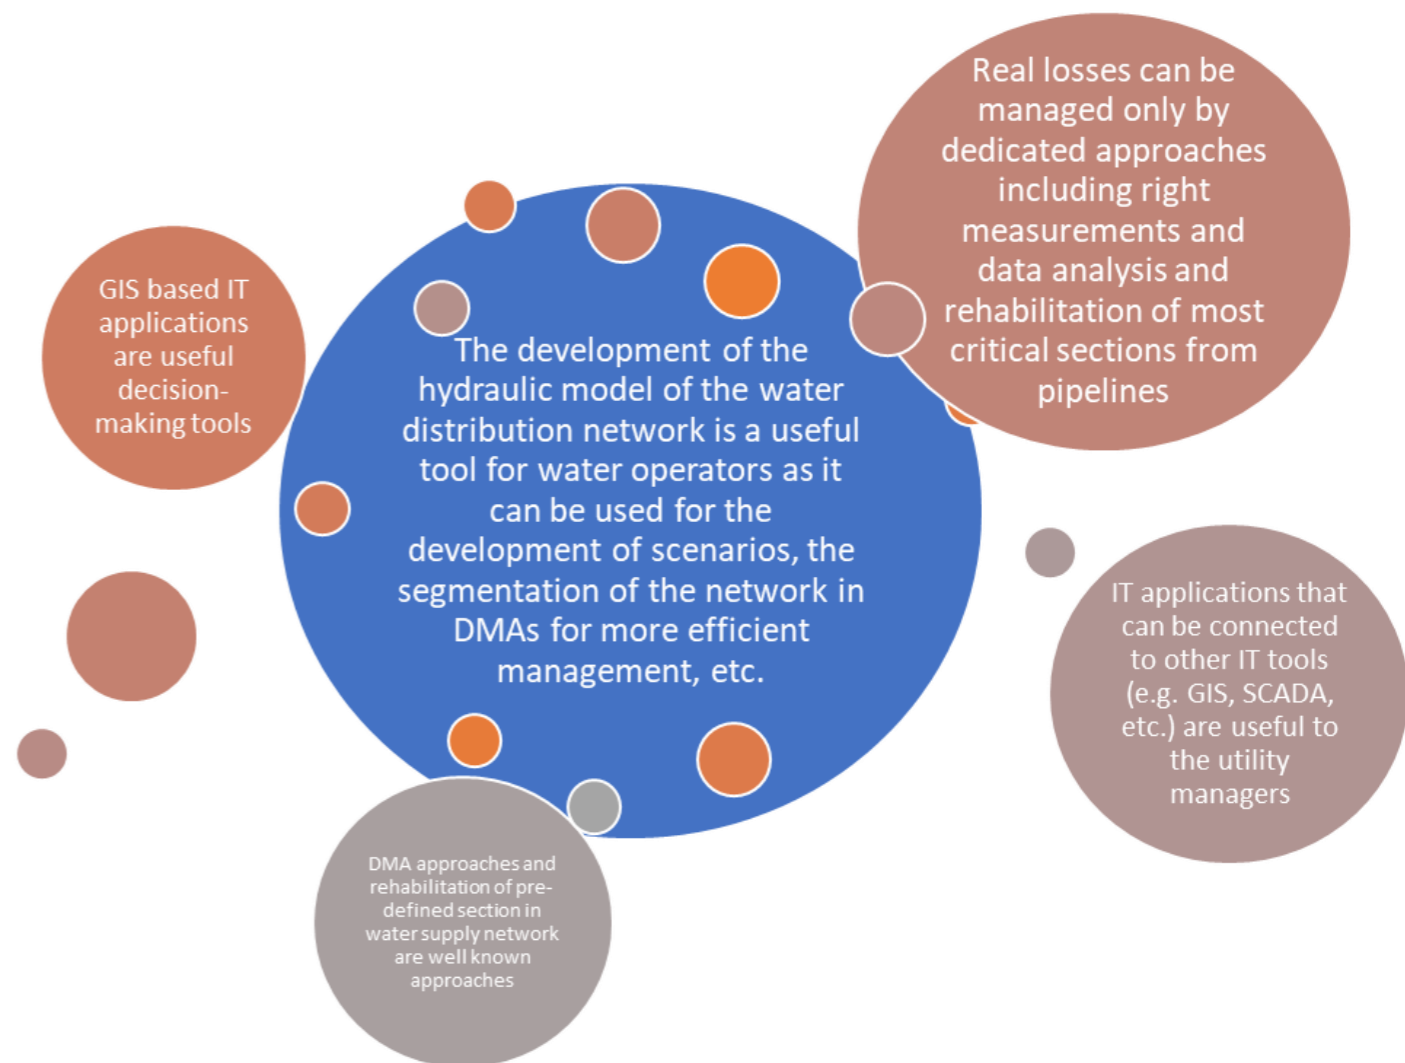 Real losses can be
managed only by
dedicated approaches
including right
measurements and
data analysis and
rehabilitation of most
critical sections from
pipelines
GIS based IT
applications
are useful
decision-
making tools
The development of the
hydraulic model of the water
distribution network is a useful
tool for water operators as it
can be used for the
development of scenarios, the
segmentation of the network in
DMAs for more efficient
management, etc.
IT applications that
can be connected
to other IT tools
(e.g. GIS, SCADA,
etc.) are useful to
the utility
managers
DMA approaches and
rehabilitation of pre-
defined section in
water supply network
are well known
approaches